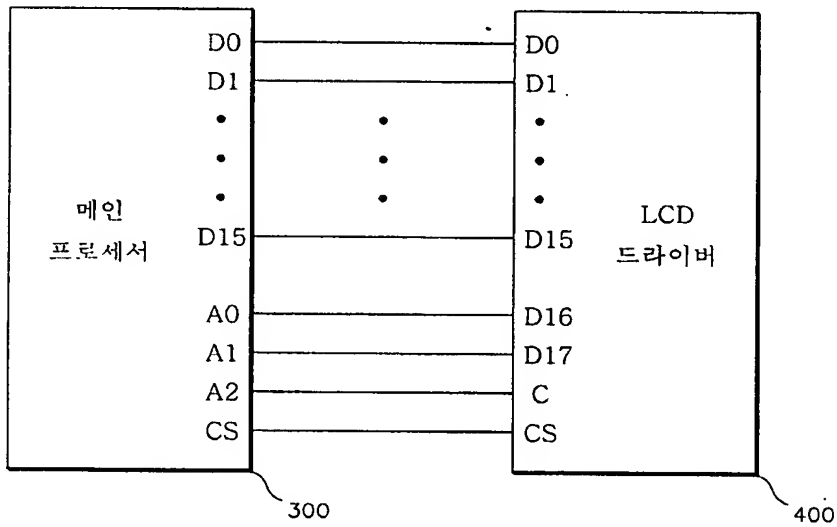 D0 D0
D1 D1
메인 프로세서
LCD 드라이버
D15 D15
A0 D16
A1 D17
A2 C
CS CS
300
400